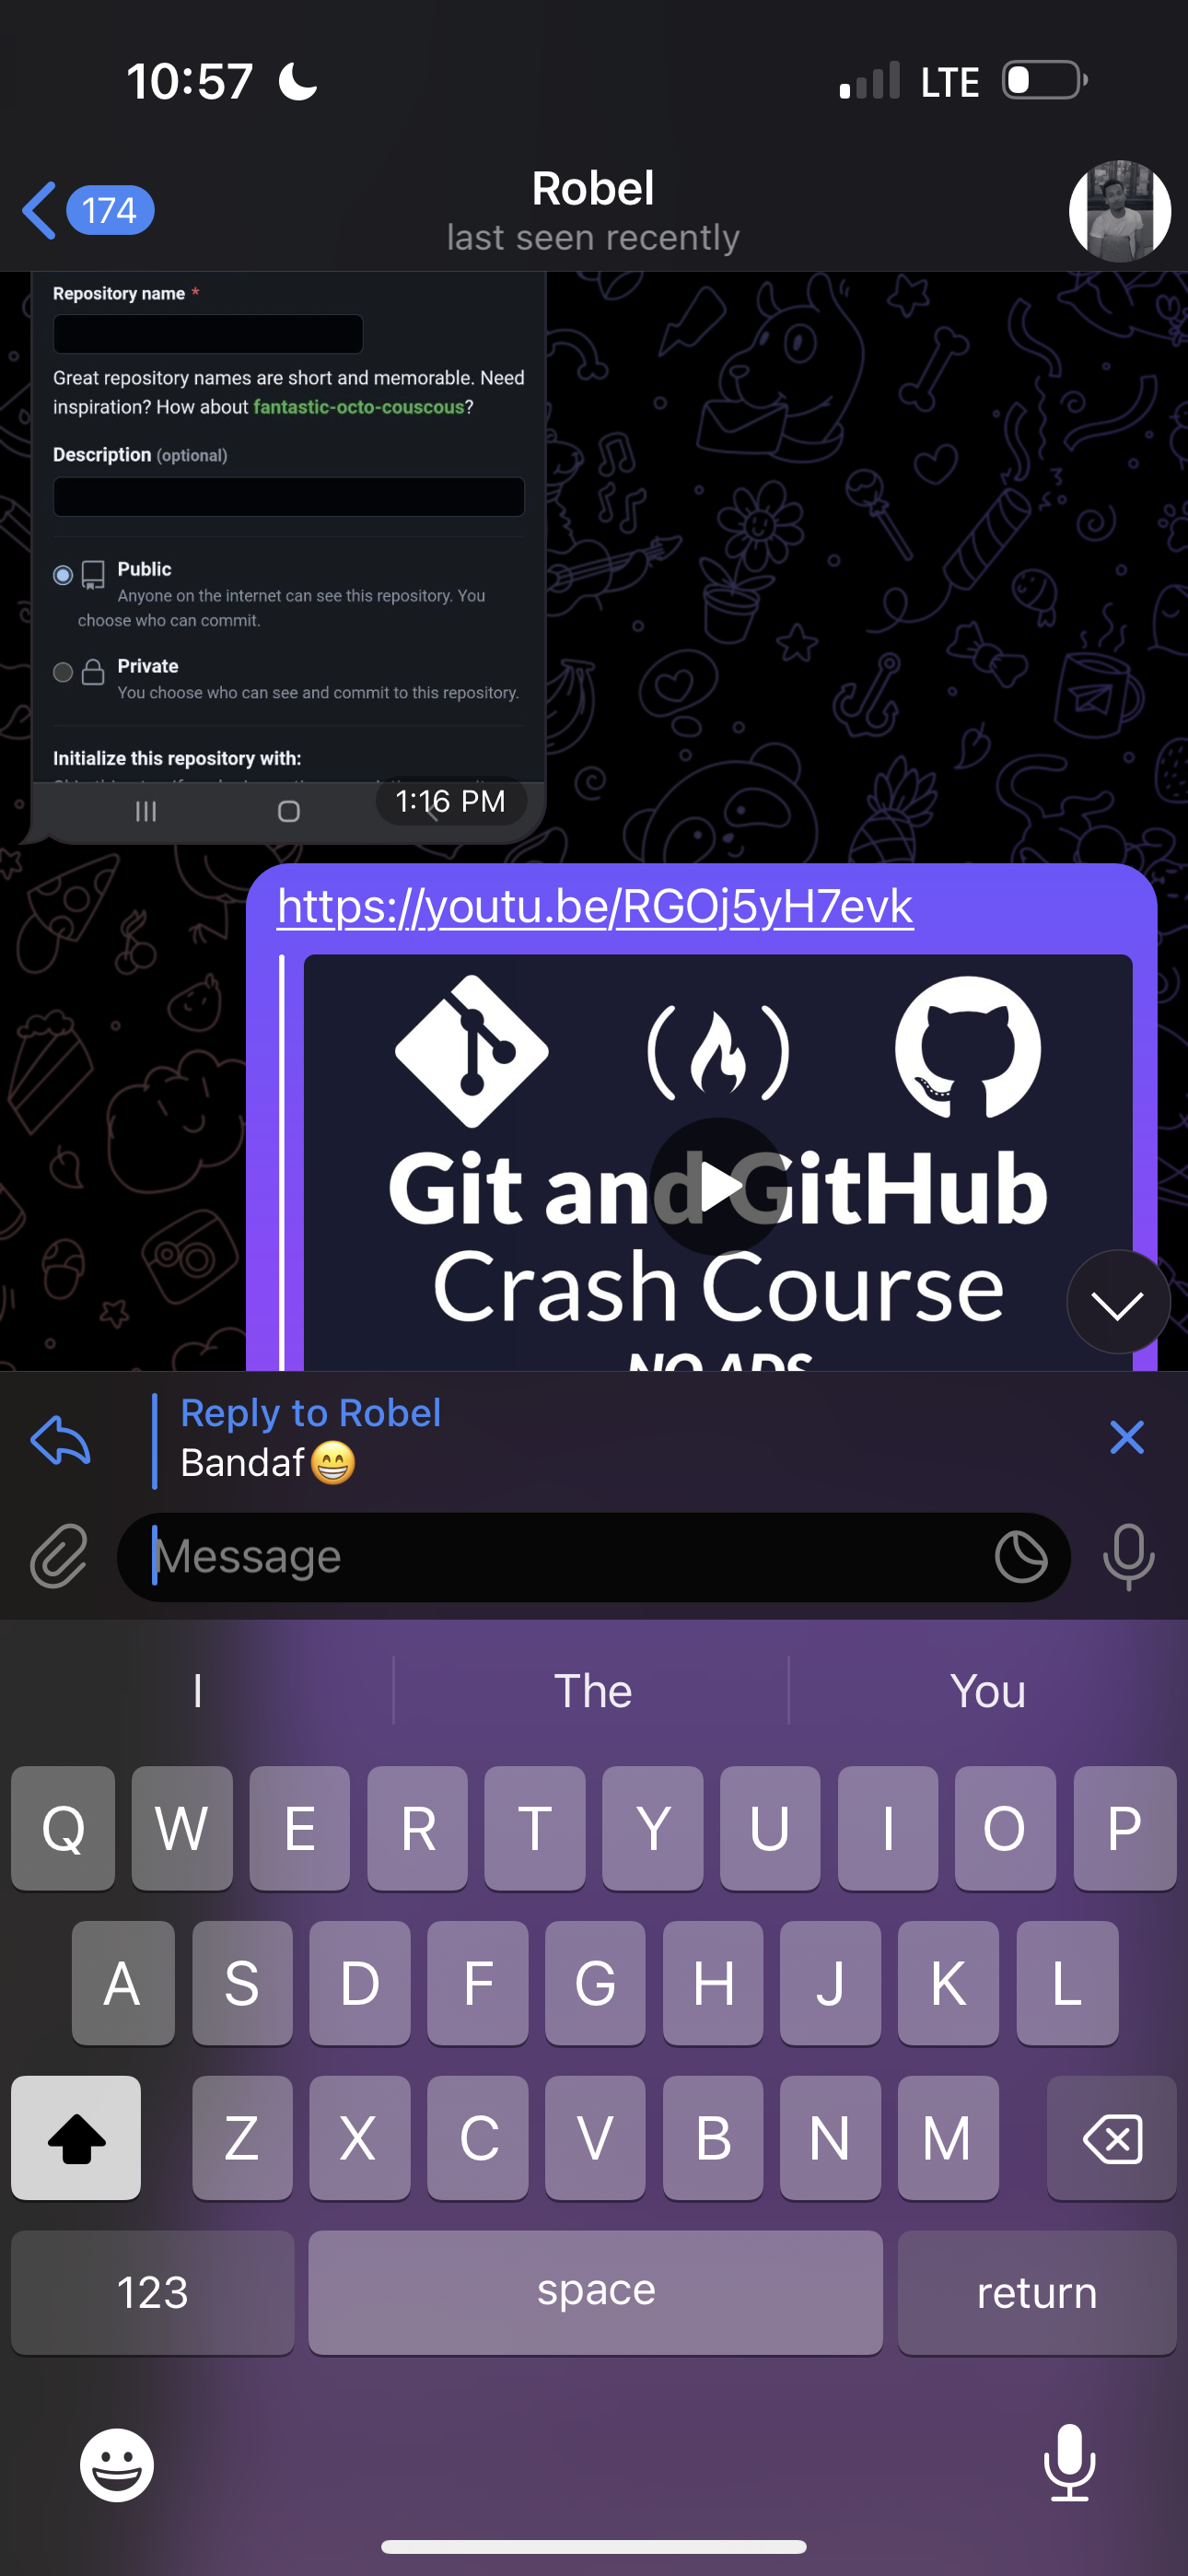 10:57
LTE
174
Robel
last seen recently
Repository name *
Great repository names are short and memorable. Need
inspiration? How about fantastic-octo-couscous?
Description (optional)
Public
Anyone on the internet can see this repository. You
choose who can commit.
Private
You choose who can see and commit to this repository.
Initialize this repository with:
1:16 PM
https://youtu.be/RGOj5yH7evk
Git and GitHub
Crash Course
NO ADS
Reply to Robel
Bandaf😁
Message
I The You
Q W E R T Y U I O P
A S D F G H J K L
Z X C V B N M
123 space return